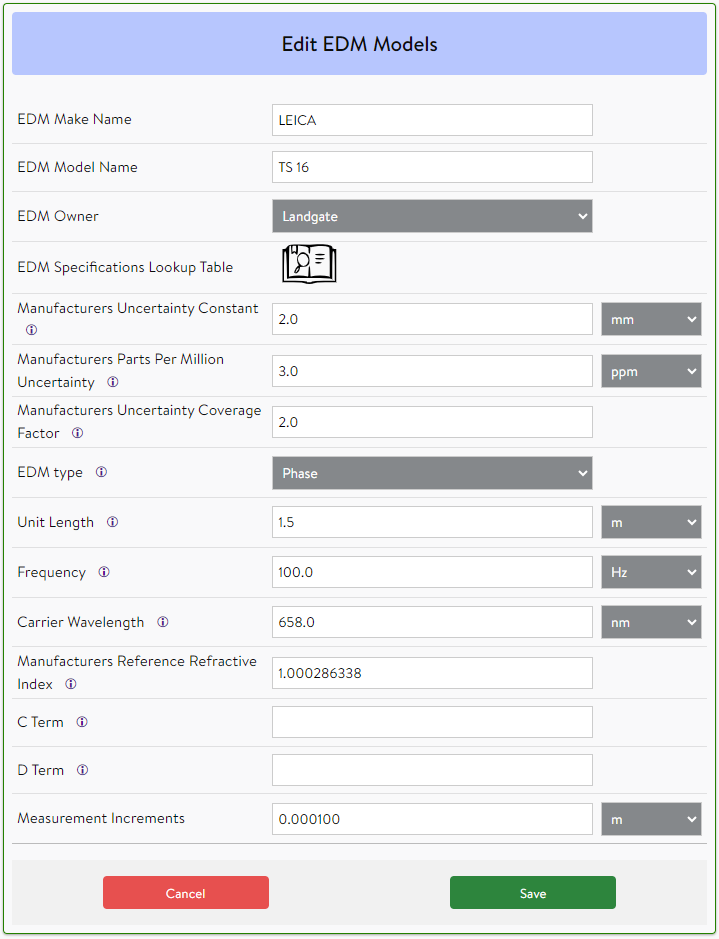 Edit EDM Models
EDM Make Name
LEICA
EDM Model Name
TS 16
EDM Owner
Landgate
EDM Specifications Lookup Table
Manufacturers Uncertainty Constant
2.0
mm
Manufacturers Parts Per Million
Uncertainty
3.0
ppm
Manufacturers Uncertainty Coverage
Factor
2.0
EDM type
Phase
Unit Length
1.5
m
Frequency
100.0
Hz
Carrier Wavelength
658.0
nm
Manufacturers Reference Refractive
Index
1.000286338
C Term
D Term
Measurement Increments
0.000100
m
Cancel
Save